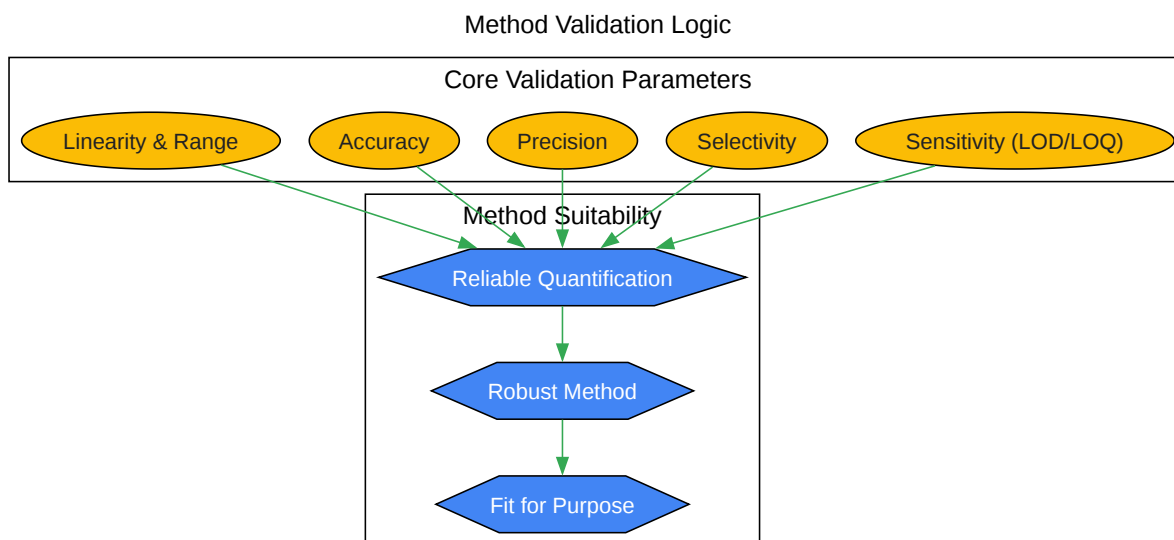 Method Validation Logic
Core Validation Parameters
Linearity & Range
Accuracy
Precision
Selectivity
Sensitivity (LOD/LOQ)
Method Suitability
Reliable Quantification
Robust Method
Fit for Purpose